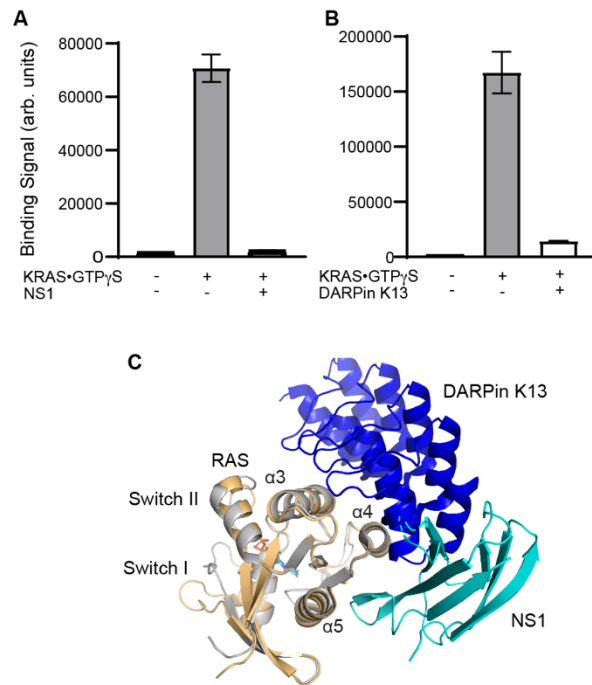 A
B
Binding Signal (arb. units)
80000
60000
40000
20000
0
KRAS•GTPγS - + +
NS1 - - +
200000
150000
100000
50000
0
KRAS•GTPγS - + +
DARPin K13 - - +
C
DARPin K13
RAS
α3
Switch II
α4
Switch I
α5
NS1